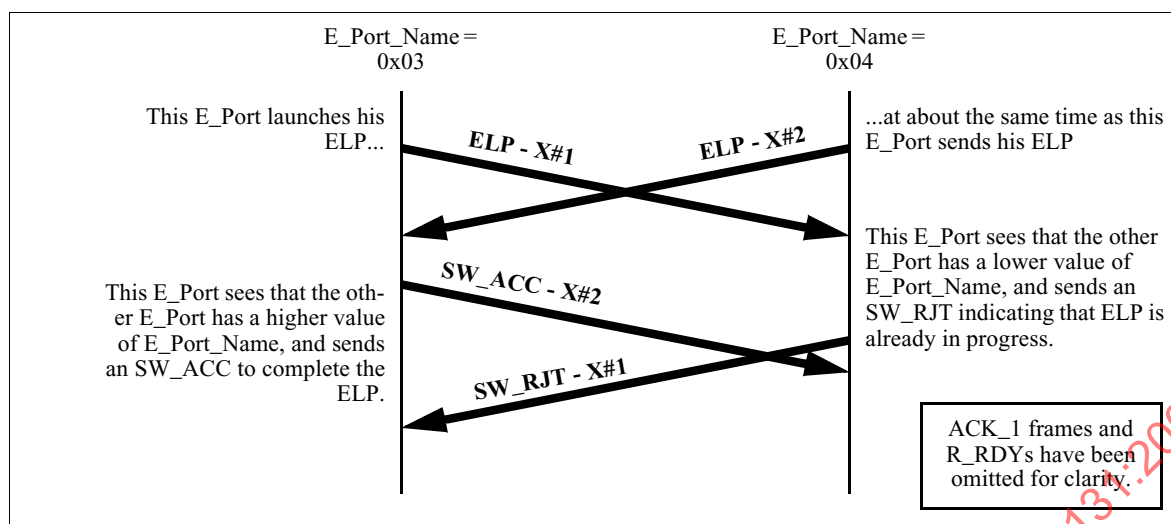 E_Port_Name =
0x03
E_Port_Name =
0x04
This E_Port launches his
ELP...
...at about the same time as this
E_Port sends his ELP
ELP - X#1
ELP - X#2
This E_Port sees that the other
E_Port has a lower value of
E_Port_Name, and sends an
SW_RJT indicating that ELP is
already in progress.
SW_ACC - X#2
This E_Port sees that the oth-
er E_Port has a higher value
of E_Port_Name, and sends
an SW_ACC to complete the
ELP.
SW_RJT - X#1
ACK_1 frames and
R_RDYs have been
omitted for clarity.